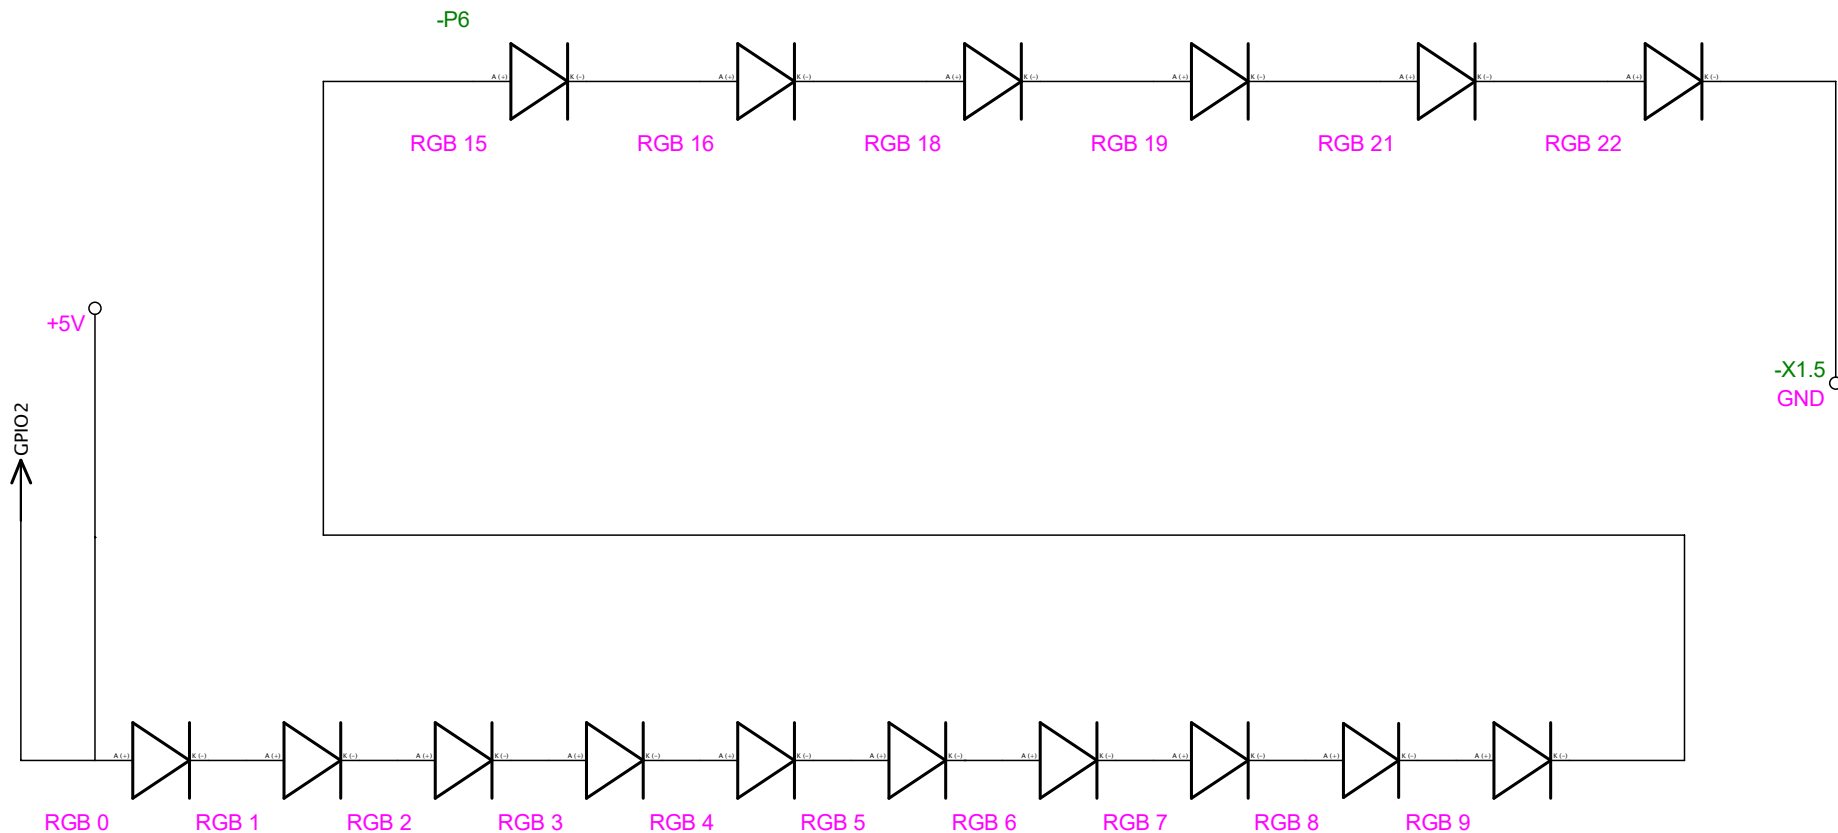 -P6
A (+) K (-) A (+) K (-) A (+) K (-) A (+) K (-) A (+) K (-) A (+) K (-)
RGB 15 RGB 16 RGB 18 RGB 19 RGB 21 RGB 22
+5V
-X1.5
GND
GPIO2
A (+) K (-) A (+) K (-) A (+) K (-) A (+) K (-) A (+) K (-) A (+) K (-) A (+) K (-) A (+) K (-) A (+) K (-) A (+) K (-)
RGB 0 RGB 1 RGB 2 RGB 3 RGB 4 RGB 5 RGB 6 RGB 7 RGB 8 RGB 9